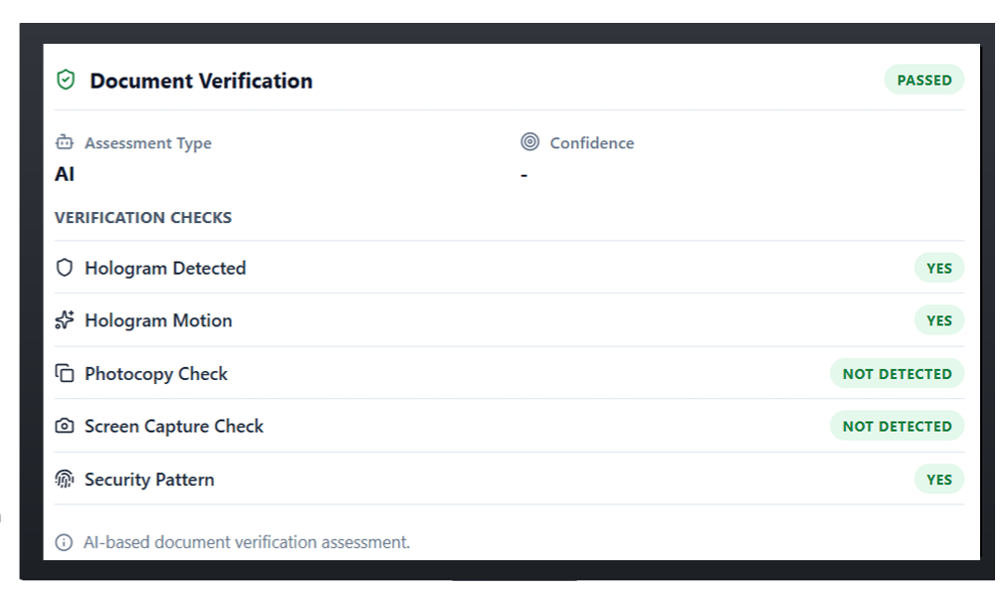 Document Verification
PASSED
Assessment Type
Confidence
AI
-
VERIFICATION CHECKS
Hologram Detected
YES
Hologram Motion
YES
Photocopy Check
NOT DETECTED
Screen Capture Check
NOT DETECTED
Security Pattern
YES
AI-based document verification assessment.